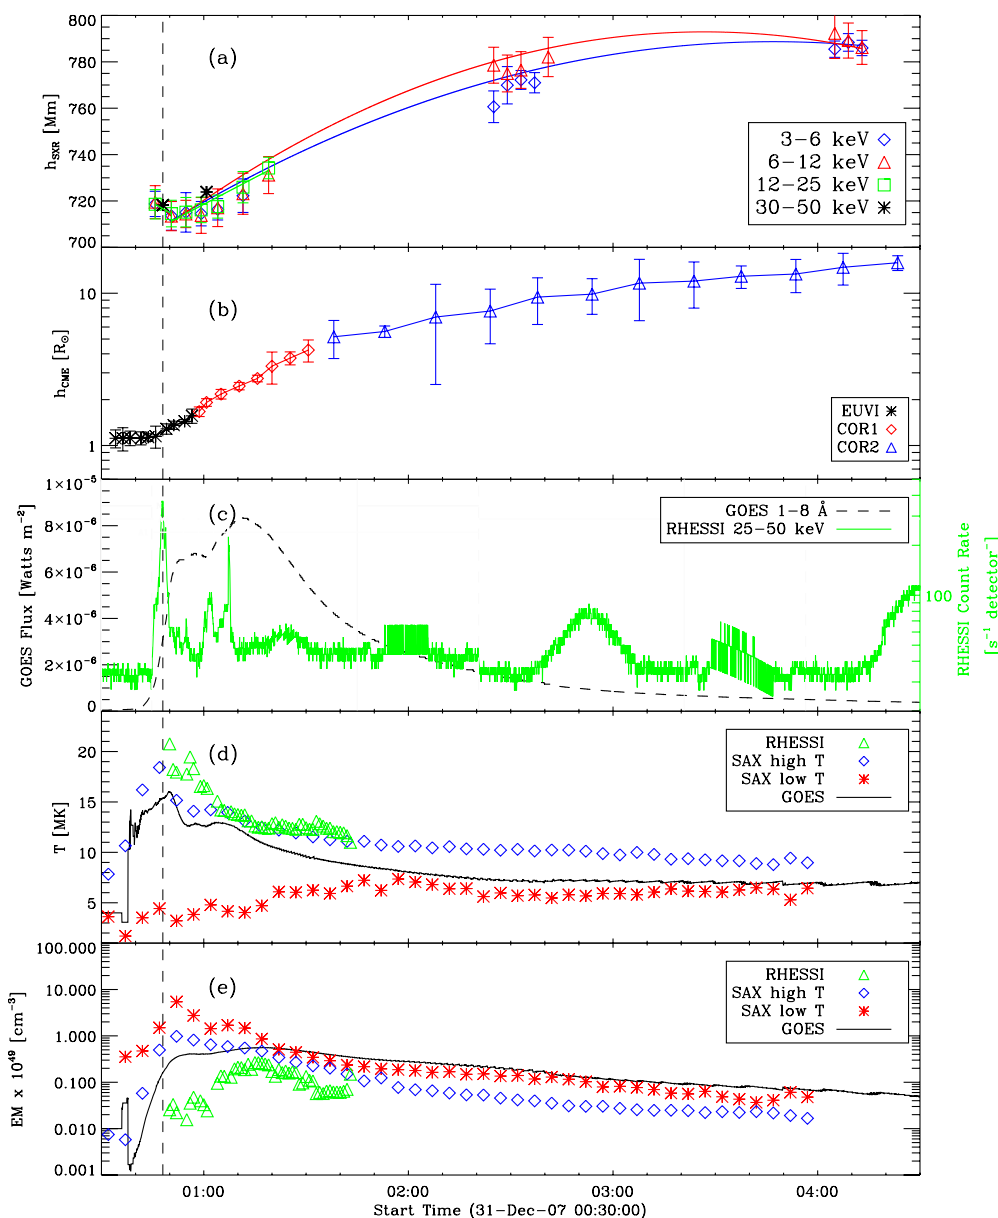 800
780
760
740
720
700
h_SXR [Mm]
(a)
3-6 keV
6-12 keV
12-25 keV
30-50 keV
10
1
h_CME [R_⊙]
(b)
EUVI
COR1
COR2
1×10⁻⁵
8×10⁻⁶
6×10⁻⁶
4×10⁻⁶
2×10⁻⁶
0
GOES Flux [Watts m⁻²]
(c)
GOES 1-8 Å
RHESSI 25-50 keV
100
RHESSI Count Rate
[s⁻¹ detector⁻]
20
15
10
5
T [MK]
(d)
RHESSI
SAX high T
SAX low T
GOES
100.000
10.000
1.000
0.100
0.010
0.001
EM x 10⁴⁹ [cm⁻³]
(e)
RHESSI
SAX high T
SAX low T
GOES
01:00 02:00 03:00 04:00
Start Time (31-Dec-07 00:30:00)